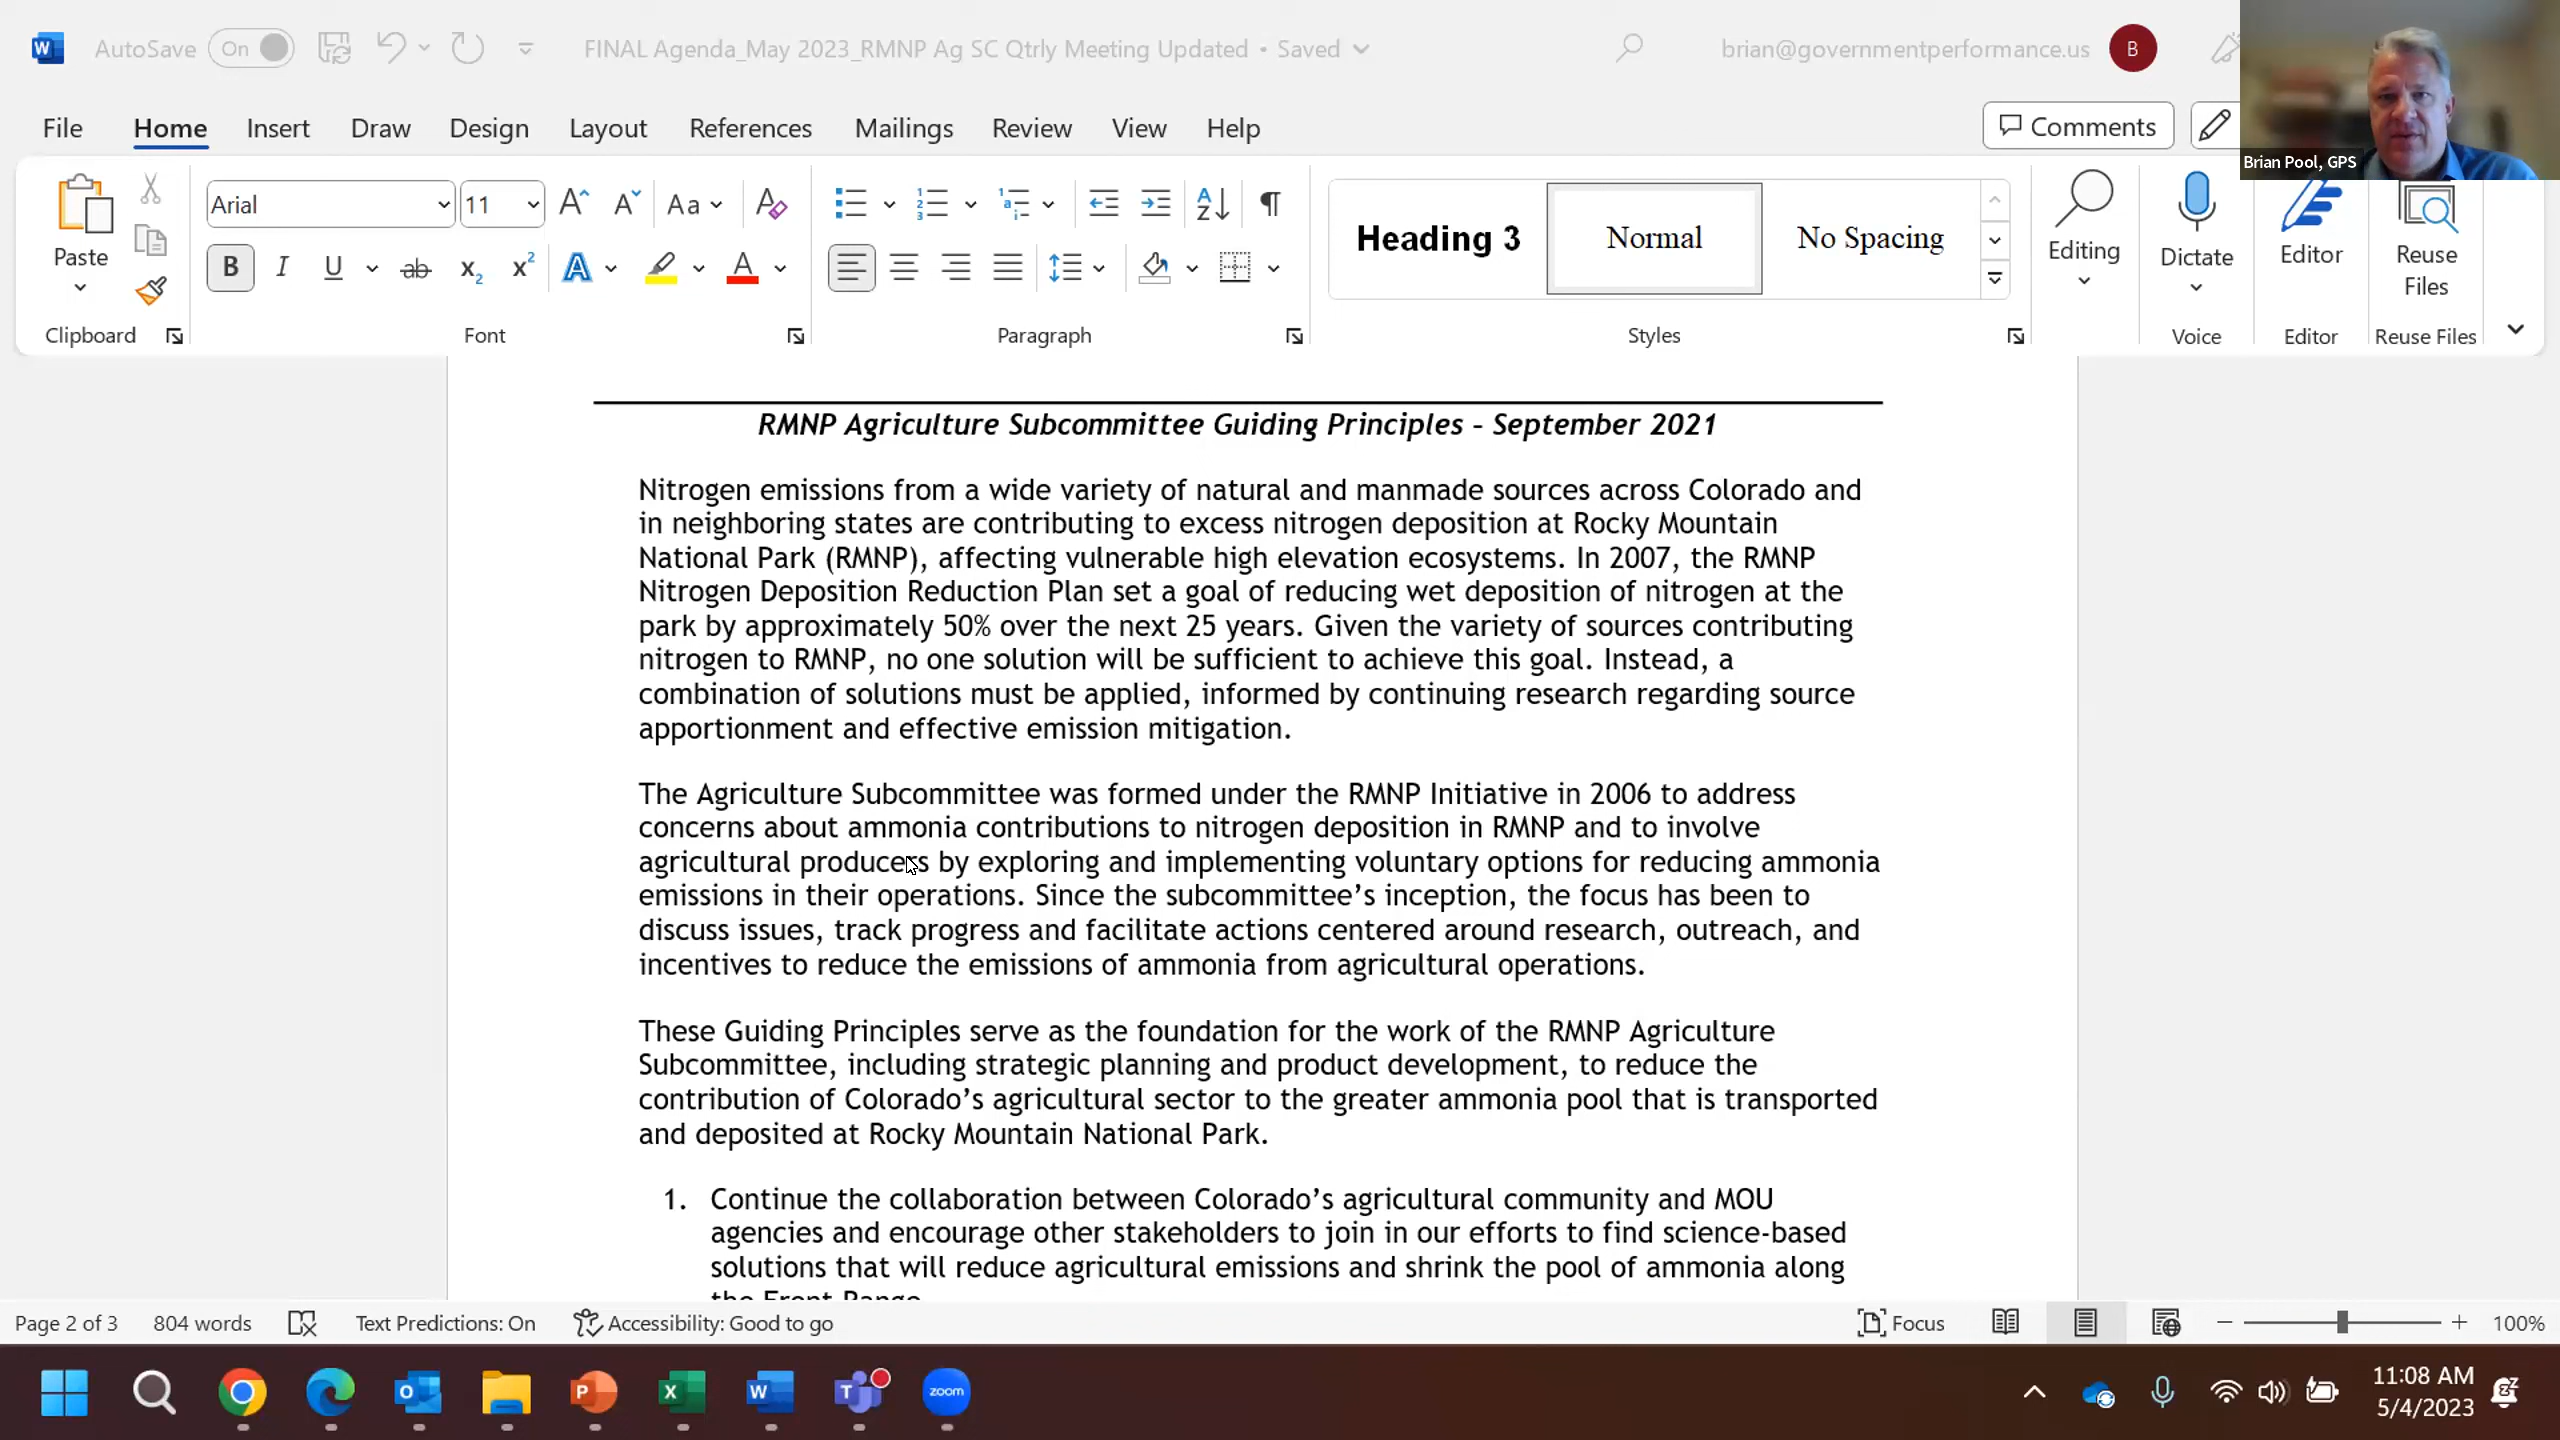 AutoSave On FINAL Agenda_May 2023_RMNP Ag SC Qtrly Meeting Updated • Saved brian@governmentperformance.us B
File Home Insert Draw Design Layout References Mailings Review View Help Comments
Brian Pool, GPS
Paste Arial 11 Aa Heading 3 Normal No Spacing Editing Dictate Editor Reuse Files
Clipboard Font Paragraph Styles Voice Editor Reuse Files
RMNP Agriculture Subcommittee Guiding Principles – September 2021
Nitrogen emissions from a wide variety of natural and manmade sources across Colorado and
in neighboring states are contributing to excess nitrogen deposition at Rocky Mountain
National Park (RMNP), affecting vulnerable high elevation ecosystems. In 2007, the RMNP
Nitrogen Deposition Reduction Plan set a goal of reducing wet deposition of nitrogen at the
park by approximately 50% over the next 25 years. Given the variety of sources contributing
nitrogen to RMNP, no one solution will be sufficient to achieve this goal. Instead, a
combination of solutions must be applied, informed by continuing research regarding source
apportionment and effective emission mitigation.
The Agriculture Subcommittee was formed under the RMNP Initiative in 2006 to address
concerns about ammonia contributions to nitrogen deposition in RMNP and to involve
agricultural producers by exploring and implementing voluntary options for reducing ammonia
emissions in their operations. Since the subcommittee’s inception, the focus has been to
discuss issues, track progress and facilitate actions centered around research, outreach, and
incentives to reduce the emissions of ammonia from agricultural operations.
These Guiding Principles serve as the foundation for the work of the RMNP Agriculture
Subcommittee, including strategic planning and product development, to reduce the
contribution of Colorado’s agricultural sector to the greater ammonia pool that is transported
and deposited at Rocky Mountain National Park.
1. Continue the collaboration between Colorado’s agricultural community and MOU
agencies and encourage other stakeholders to join in our efforts to find science-based
solutions that will reduce agricultural emissions and shrink the pool of ammonia along
the Front Range
Page 2 of 3 804 words Text Predictions: On Accessibility: Good to go Focus 100%
zoom
11:08 AM
5/4/2023